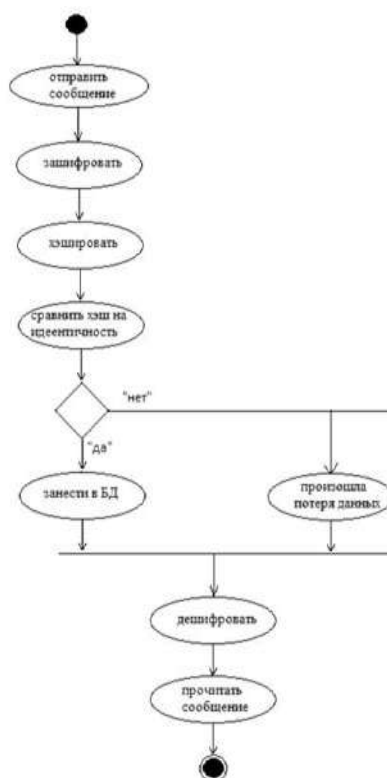 отправить
сообщение
зашифровать
хэшировать
сравнить хэш на
идеентичность
"нет"
"да"
занести в БД
произошла
потеря данных
дешифровать
прочитать
сообщение